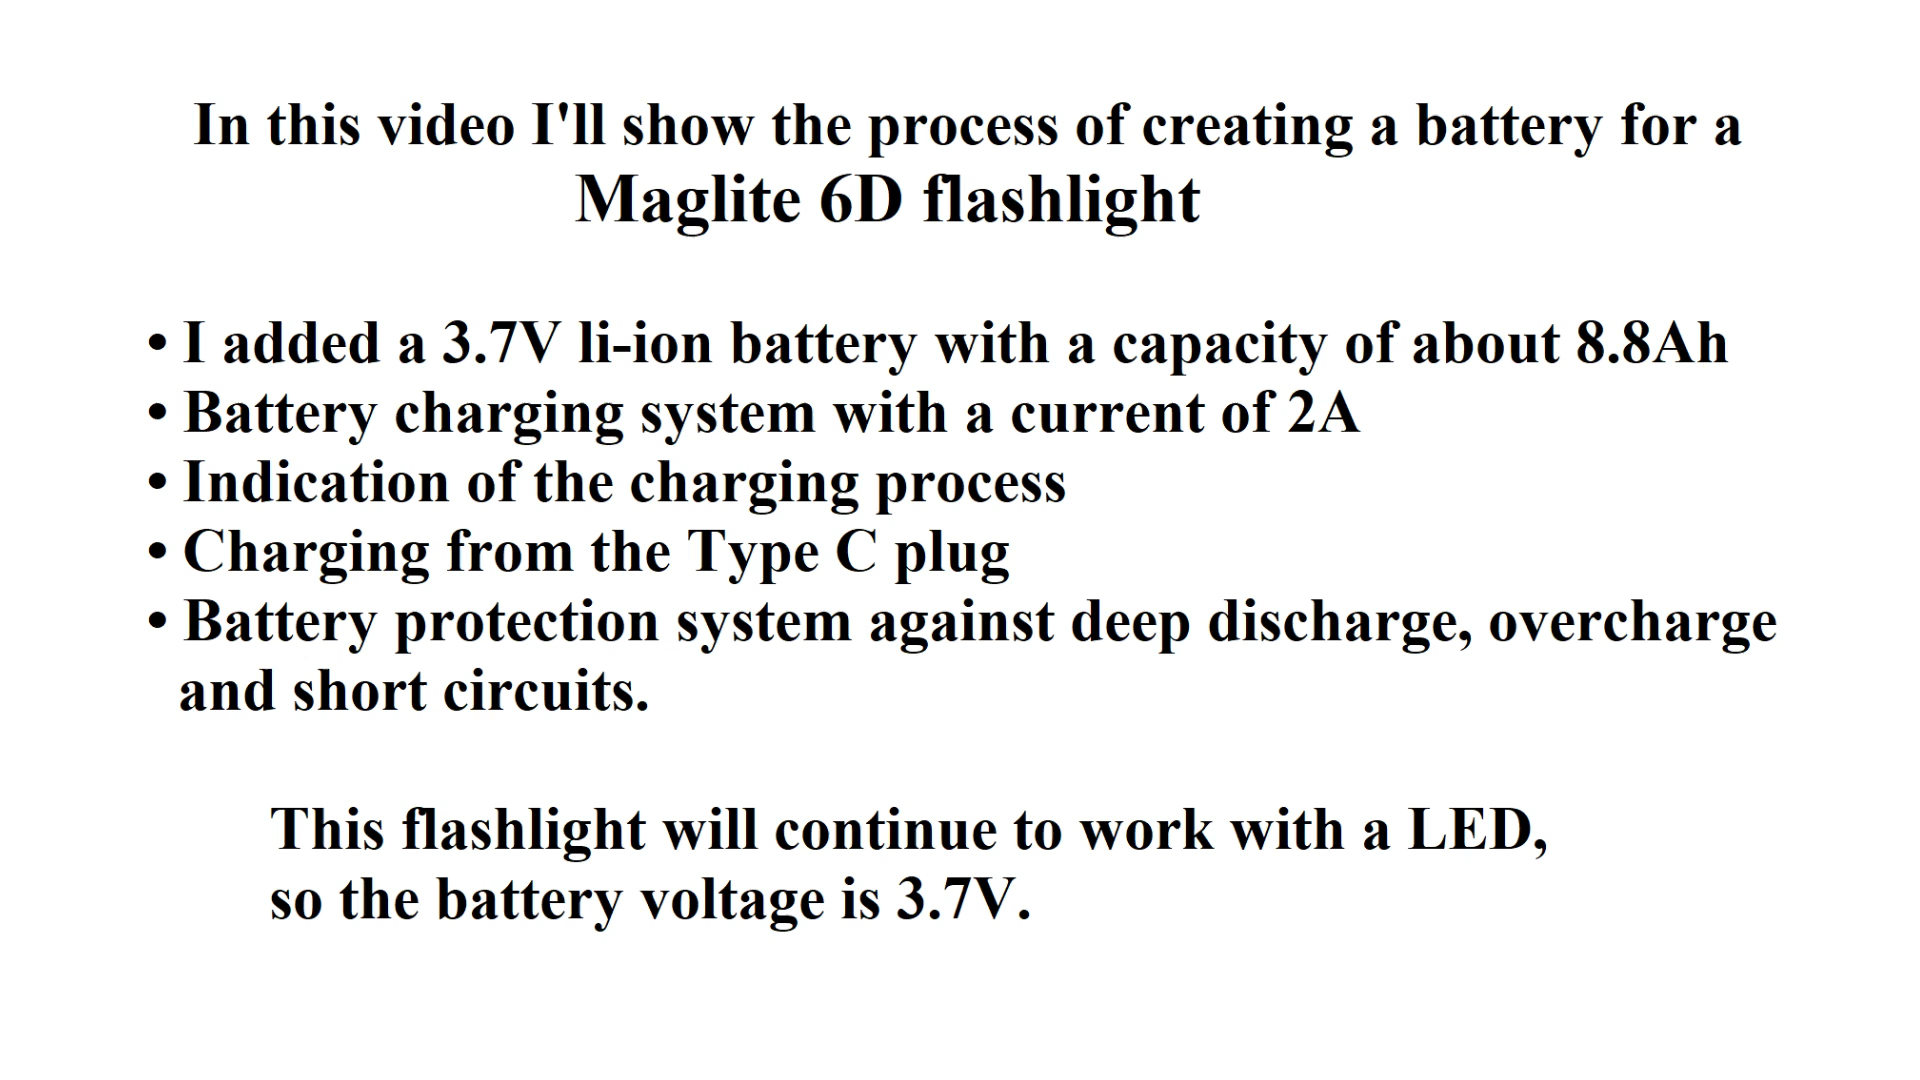 In this video I'll show the process of creating a battery for a
Maglite 6D flashlight
• I added a 3.7V li-ion battery with a capacity of about 8.8Ah
• Battery charging system with a current of 2A
• Indication of the charging process
• Charging from the Type C plug
• Battery protection system against deep discharge, overcharge
and short circuits.
This flashlight will continue to work with a LED,
so the battery voltage is 3.7V.